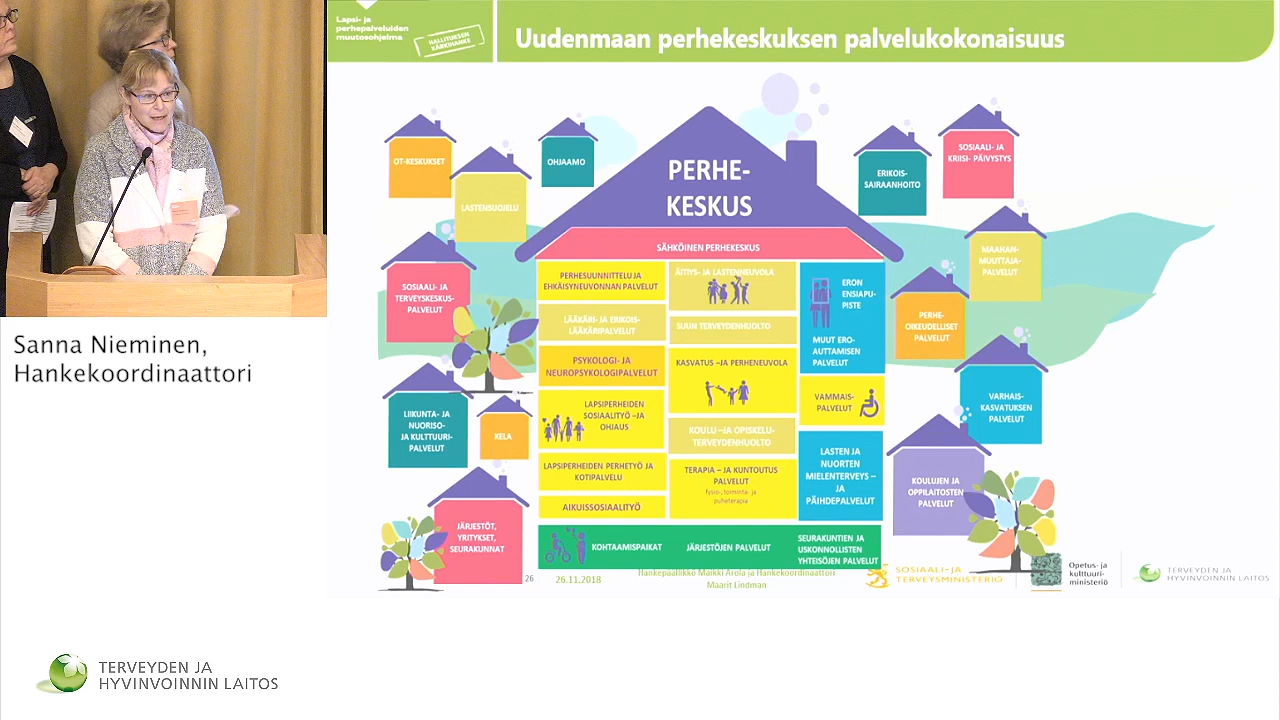 Lapsi- ja
perhepalveluiden
muutosohjelma
HALLITUKSEN
KÄRKIHANKE
Uudenmaan perhekeskuksen palvelukokonaisuus
Sanna Nieminen,
Hankekoordinaattori
OT-KESKUKSET
LASTENSUOJELU
OHJAAMO
SOSIAALI- JA
TERVEYSKESKUS-
PALVELUT
LIIKUNTA- JA
NUORISO-
JA KULTTUURI-
PALVELUT
KELA
JÄRJESTÖT,
YRITYKSET,
SEURAKUNNAT
PERHE-
KESKUS
SÄHKÖINEN PERHEKESKUS
PERHESUUNNITTELU JA
EHKÄISYNEUVONNAN PALVELUT
LÄÄKÄRI- JA ERIKOIS-
LÄÄKÄRIPALVELUT
PSYKOLOGI- JA
NEUROPSYKOLOGIPALVELUT
LAPSIPERHEIDEN
SOSIAALITYÖ –JA
OHJAUS
LAPSIPERHEIDEN PERHETYÖ JA
KOTIPALVELU
AIKUISSOSIAALITYÖ
ÄITIYS- JA LASTENNEUVOLA
SUUN TERVEYDENHUOLTO
KASVATUS –JA PERHENEUVOLA
KOULU –JA OPISKELU-
TERVEYDENHUOLTO
TERAPIA – JA KUNTOUTUS
PALVELUT
fysio-, toiminta- ja
puheterapia
ERON
ENSIAPU-
PISTE
MUUT ERO-
AUTTAMISEN
PALVELUT
VAMMAIS-
PALVELUT
LASTEN JA
NUORTEN
MIELENTERVEYS –
JA
PÄIHDEPALVELUT
KOHTAAMISPAIKAT
JÄRJESTÖJEN PALVELUT
SEURAKUNTIEN JA
USKONNOLLISTEN
YHTEISÖJEN PALVELUT
ERIKOIS-
SAIRAANHOITO
SOSIAALI- JA
KRIISI- PÄIVYSTYS
MAAHAN-
MUUTTAJA-
PALVELUT
PERHE-
OIKEUDELLISET
PALVELUT
VARHAIS-
KASVATUKSEN
PALVELUT
KOULUJEN JA
OPPILAITOSTEN
PALVELUT
26
26.11.2018
Hankepäällikkö Maikki Arola ja Hankekoordinaattori
Maarit Lindman
SOSIAALI- JA
TERVEYSMINISTERIÖ
Opetus- ja
kulttuuri-
ministeriö
TERVEYDEN JA
HYVINVOINNIN LAITOS
TERVEYDEN JA
HYVINVOINNIN LAITOS